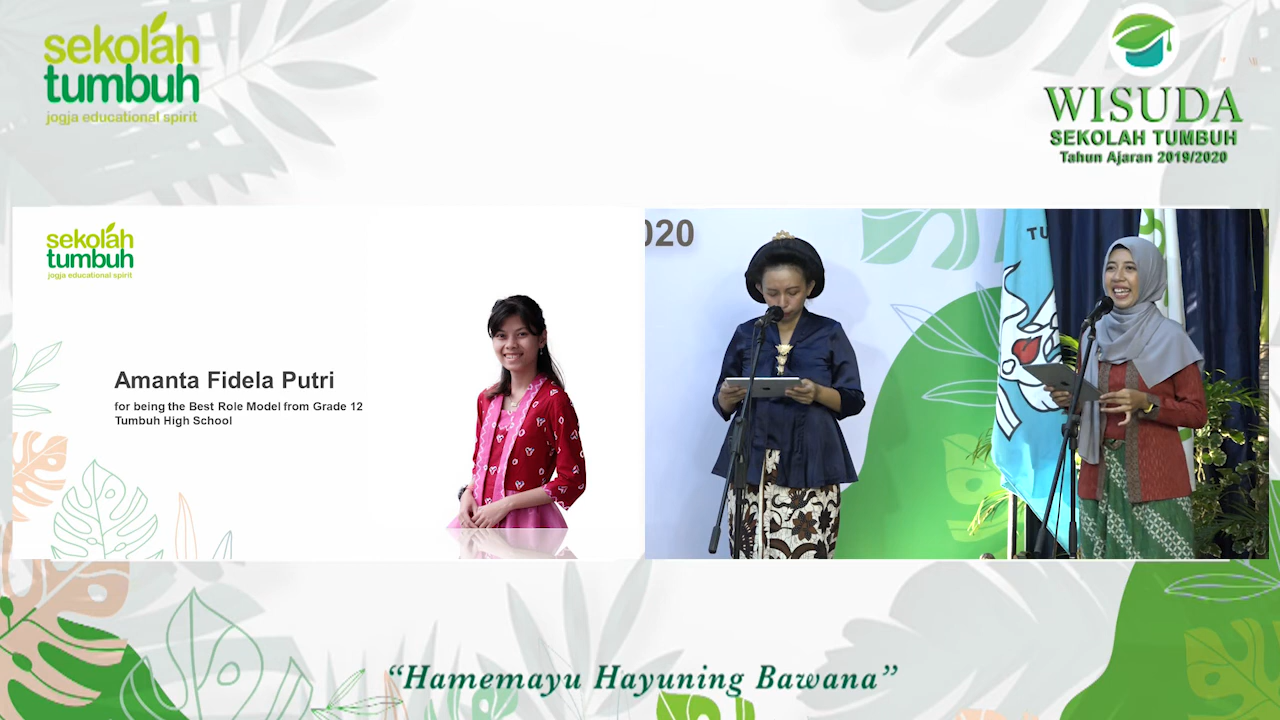 sekolah
tumbuh
jogja educational spirit
WISUDA
SEKOLAH TUMBUH
Tahun Ajaran 2019/2020
sekolah
tumbuh
jogja educational spirit
Amanta Fidela Putri
for being the Best Role Model from Grade 12
Tumbuh High School
020
TU
“Hamemayu Hayuning Bawana”